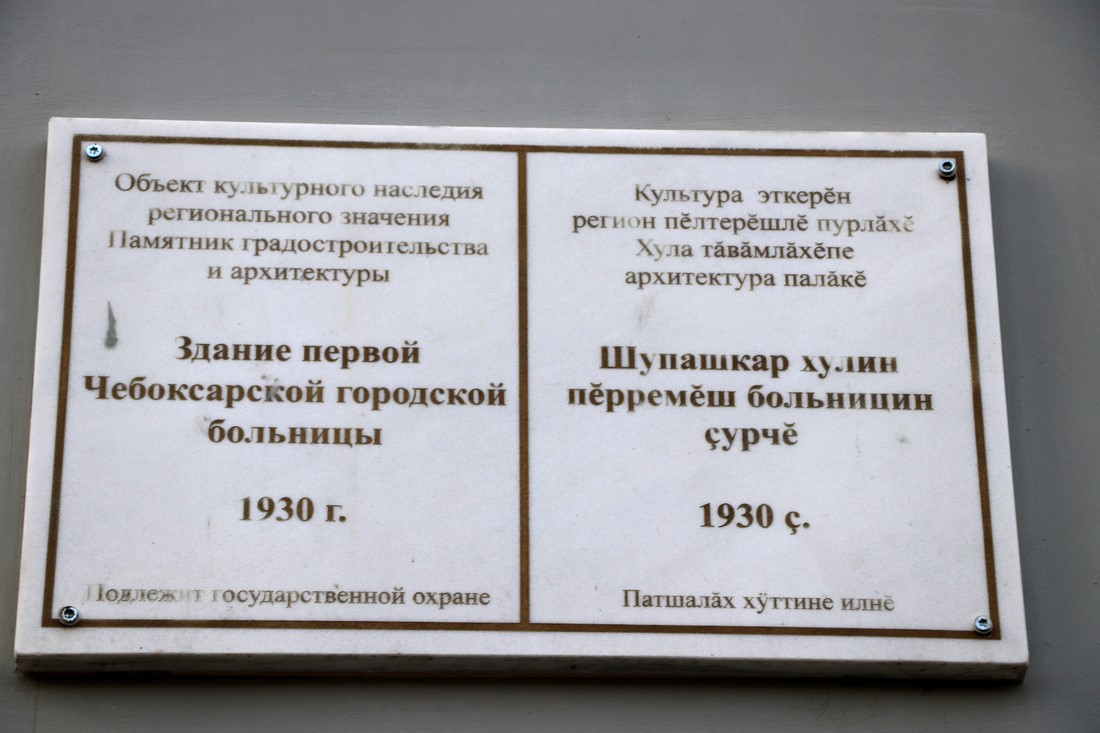 Объект культурного наследия
регионального значения
Памятник градостроительства
и архитектуры
Здание первой
Чебоксарской городской
больницы
1930 г.
Подлежит государственной охране
Культура эткерĕн
регион пĕлтерĕшлĕ пурлăхĕ
Хула тăвăмлăхĕпе
архитектура палăкĕ
Шупашкар хулин
пĕрремĕш больницин
çурчĕ
1930 ç.
Патшалăх хÿттине илнĕ